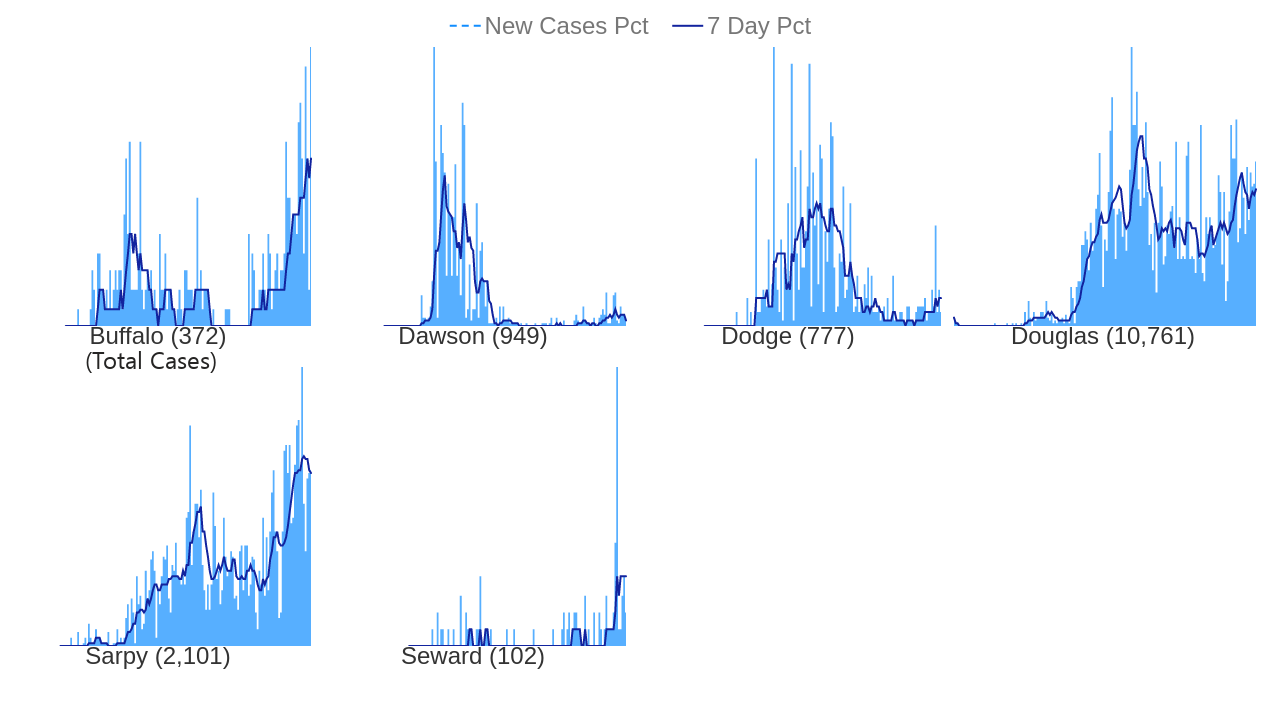 New Cases Pct 7 Day Pct
Buffalo (372)
(Total Cases)
Dawson (949)
Dodge (777)
Douglas (10,761)
Sarpy (2,101)
Seward (102)